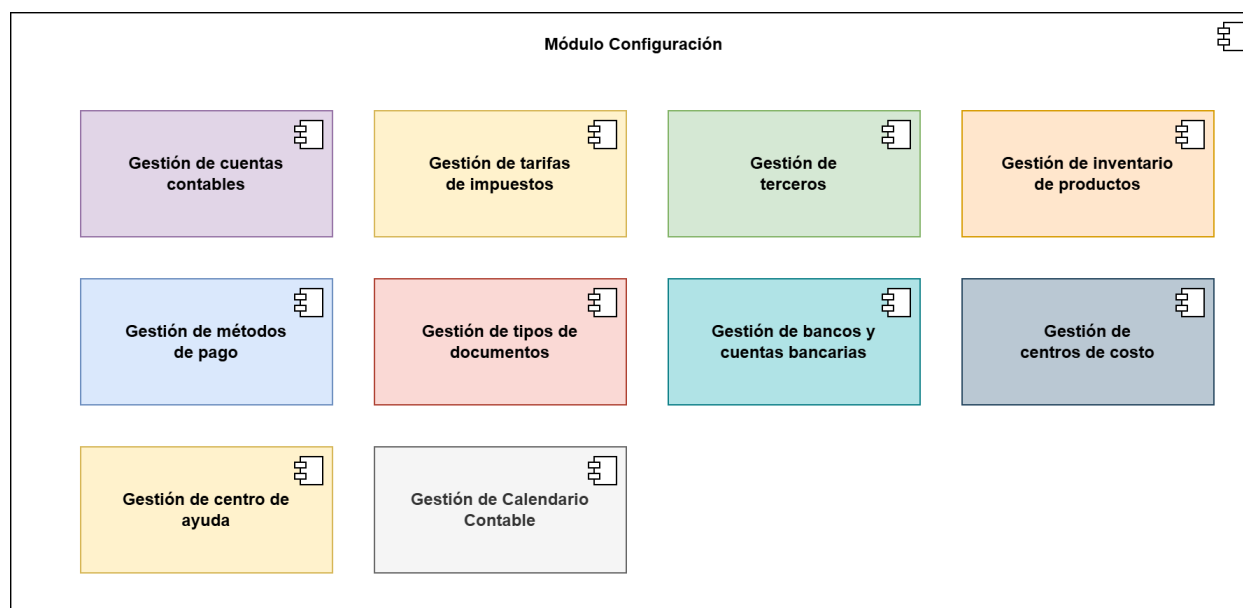 Módulo Configuración
Gestión de cuentas
contables
Gestión de tarifas
de impuestos
Gestión de
terceros
Gestión de inventario
de productos
Gestión de métodos
de pago
Gestión de tipos de
documentos
Gestión de bancos y
cuentas bancarias
Gestión de
centros de costo
Gestión de centro de
ayuda
Gestión de Calendario
Contable